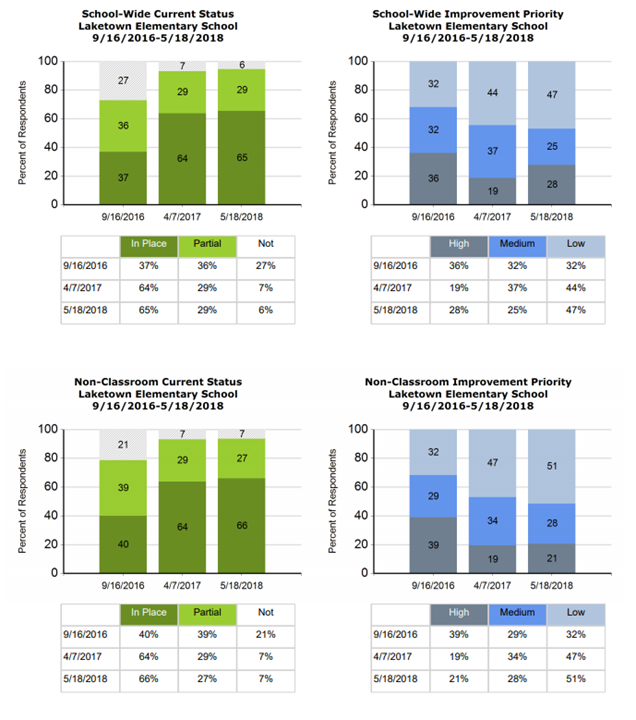 School-Wide Current Status
Laketown Elementary School
9/16/2016-5/18/2018
Percent of Respondents
100
80
60
40
20
0
27
36
37
7
29
64
6
29
65
9/16/2016 4/7/2017 5/18/2018
In Place Partial Not
9/16/2016 37% 36% 27%
4/7/2017 64% 29% 7%
5/18/2018 65% 29% 6%
School-Wide Improvement Priority
Laketown Elementary School
9/16/2016-5/18/2018
Percent of Respondents
100
80
60
40
20
0
32
32
36
44
37
19
47
25
28
9/16/2016 4/7/2017 5/18/2018
High Medium Low
9/16/2016 36% 32% 32%
4/7/2017 19% 37% 44%
5/18/2018 28% 25% 47%
Non-Classroom Current Status
Laketown Elementary School
9/16/2016-5/18/2018
Percent of Respondents
100
80
60
40
20
0
21
39
40
7
29
64
7
27
66
9/16/2016 4/7/2017 5/18/2018
In Place Partial Not
9/16/2016 40% 39% 21%
4/7/2017 64% 29% 7%
5/18/2018 66% 27% 7%
Non-Classroom Improvement Priority
Laketown Elementary School
9/16/2016-5/18/2018
Percent of Respondents
100
80
60
40
20
0
32
29
39
47
34
19
51
28
21
9/16/2016 4/7/2017 5/18/2018
High Medium Low
9/16/2016 39% 29% 32%
4/7/2017 19% 34% 47%
5/18/2018 21% 28% 51%